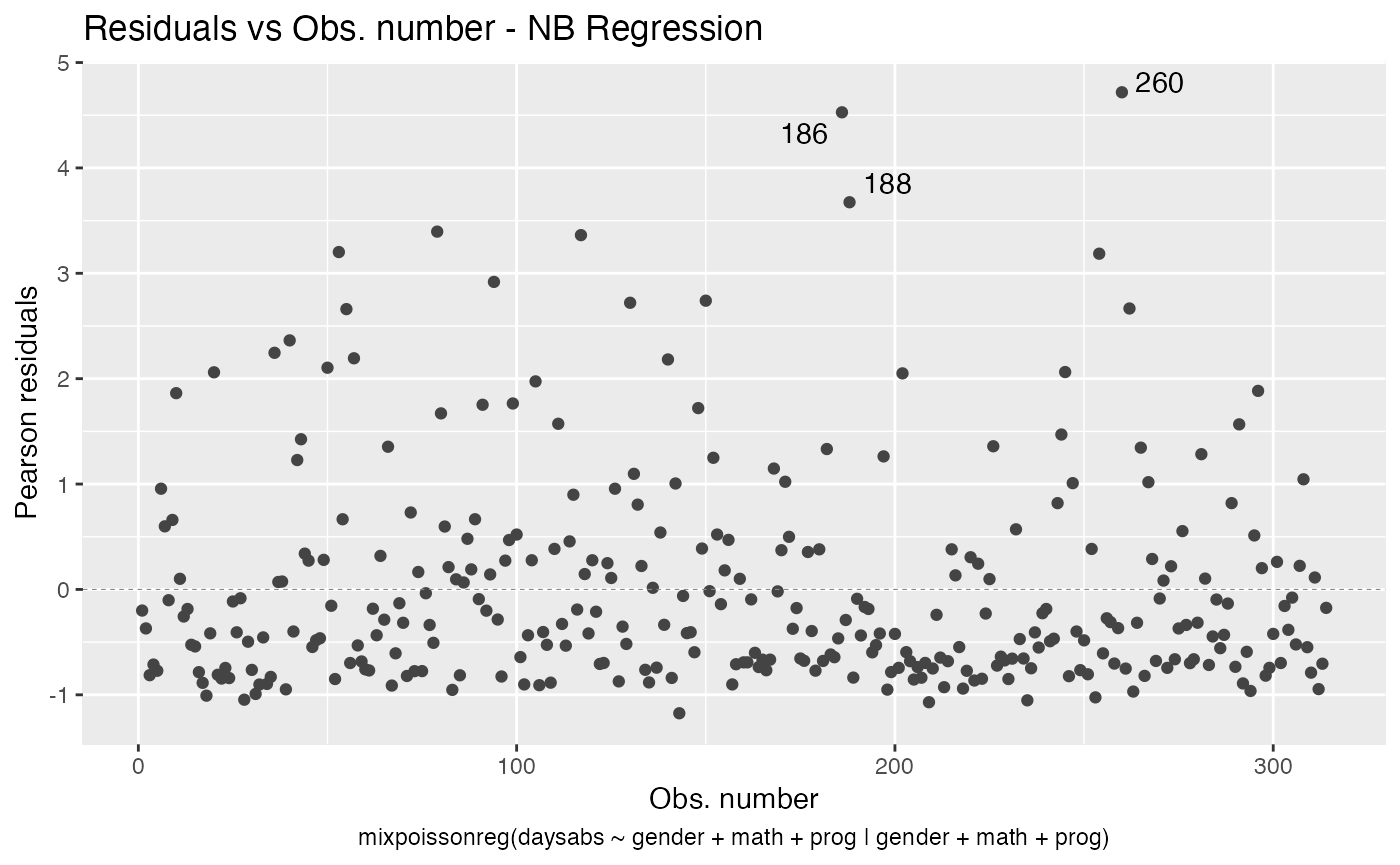 Residuals vs Obs. number - NB Regression
5
4
3
2
1
0
-1
Pearson residuals
260
186
188
0 100 200 300
Obs. number
mixpoissonreg(daysabs ~ gender + math + prog | gender + math + prog)